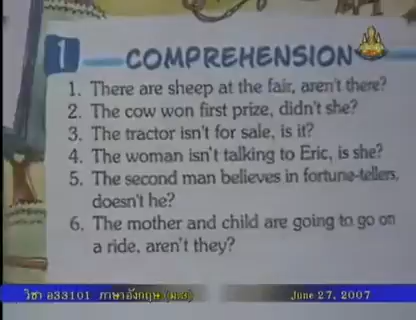 1 COMPREHENSION
1. There are sheep at the fair, aren't there?
2. The cow won first prize, didn't she?
3. The tractor isn't for sale, is it?
4. The woman isn't talking to Eric, is she?
5. The second man believes in fortune-tellers,
doesn't he?
6. The mother and child are going to go on
a ride, aren't they?
วิชา อ33101 ภาษาอังกฤษ (ม.3) June 27, 2007